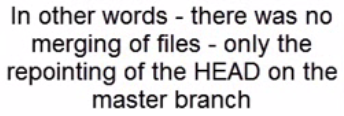 In other words - there was no
merging of files - only the
repointing of the HEAD on the
master branch